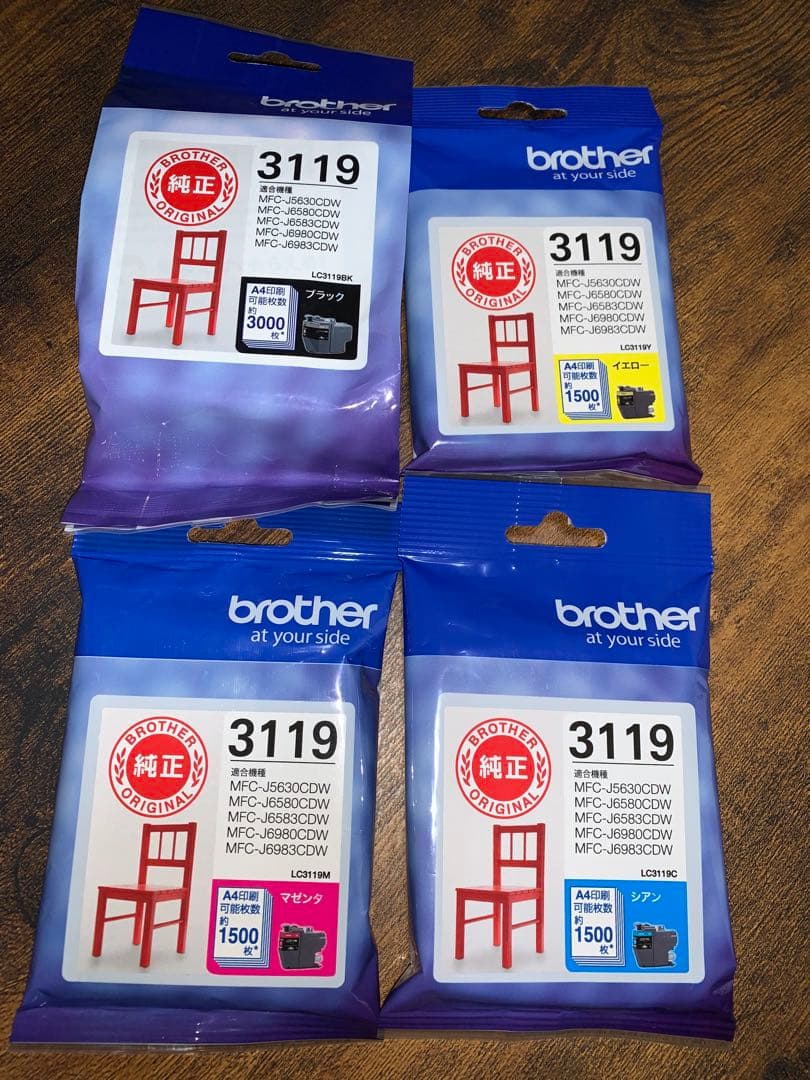 brother
at your side
BROTHER
純正
ORIGINAL
3119
適合機種
MFC-J5630CDW
MFC-J6580CDW
MFC-J6583CDW
MFC-J6980CDW
MFC-J6983CDW
LC3119BK
A4印刷
可能枚数
約
3000
枚*
ブラック
brother
at your side
BROTHER
純正
ORIGINAL
3119
適合機種
MFC-J5630CDW
MFC-J6580CDW
MFC-J6583CDW
MFC-J6980CDW
MFC-J6983CDW
LC3119Y
A4印刷
可能枚数
約
1500
枚*
イエロー
brother
at your side
BROTHER
純正
ORIGINAL
3119
適合機種
MFC-J5630CDW
MFC-J6580CDW
MFC-J6583CDW
MFC-J6980CDW
MFC-J6983CDW
LC3119M
A4印刷
可能枚数
約
1500
枚*
マゼンタ
brother
at your side
BROTHER
純正
ORIGINAL
3119
適合機種
MFC-J5630CDW
MFC-J6580CDW
MFC-J6583CDW
MFC-J6980CDW
MFC-J6983CDW
LC3119C
A4印刷
可能枚数
約
1500
枚*
シアン